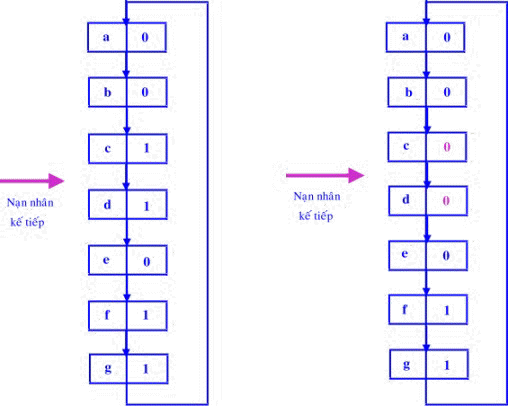 a 0
b 0
c 1
d 1
e 0
f 1
g 1
Nạn nhân
kế tiếp
a 0
b 0
c 0
d 0
e 0
f 1
g 1
Nạn nhân
kế tiếp